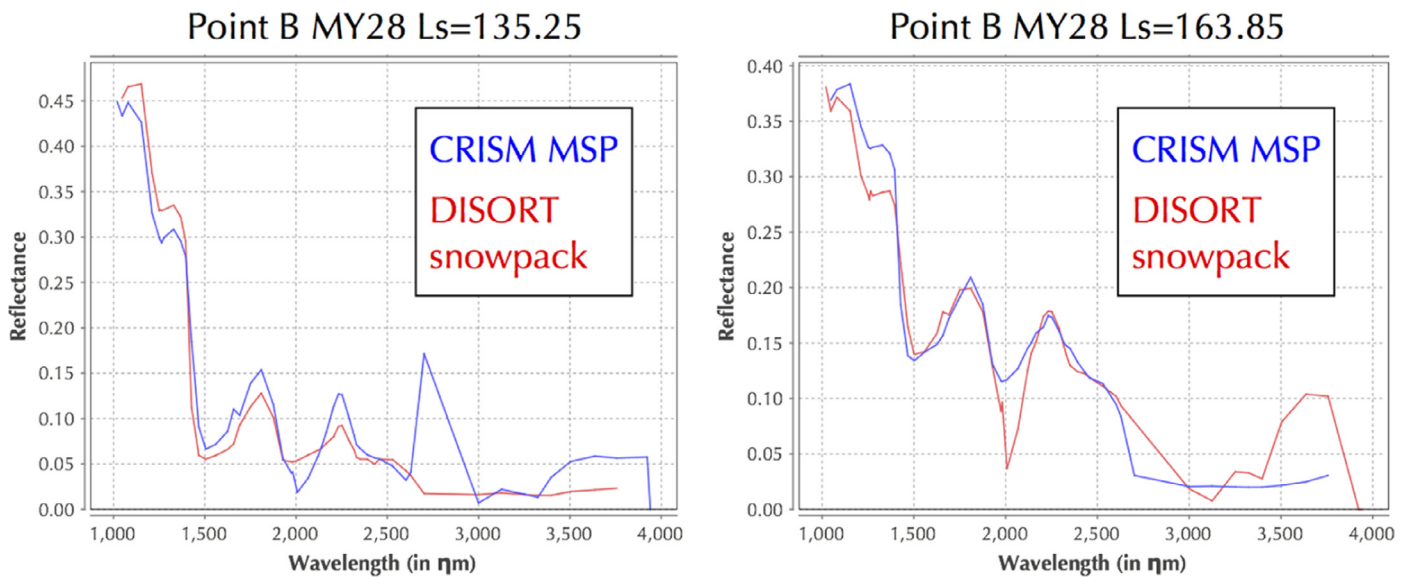 Point B MY28 Ls=135.25
0.45
0.40
0.35
0.30
0.25
0.20
0.15
0.10
0.05
0.00
Reflectance
CRISM MSP
DISORT
snowpack
1,000 1,500 2,000 2,500 3,000 3,500 4,000
Wavelength (in ηm)
Point B MY28 Ls=163.85
0.40
0.35
0.30
0.25
0.20
0.15
0.10
0.05
0.00
Reflectance
CRISM MSP
DISORT
snowpack
1,000 1,500 2,000 2,500 3,000 3,500 4,000
Wavelength (in ηm)